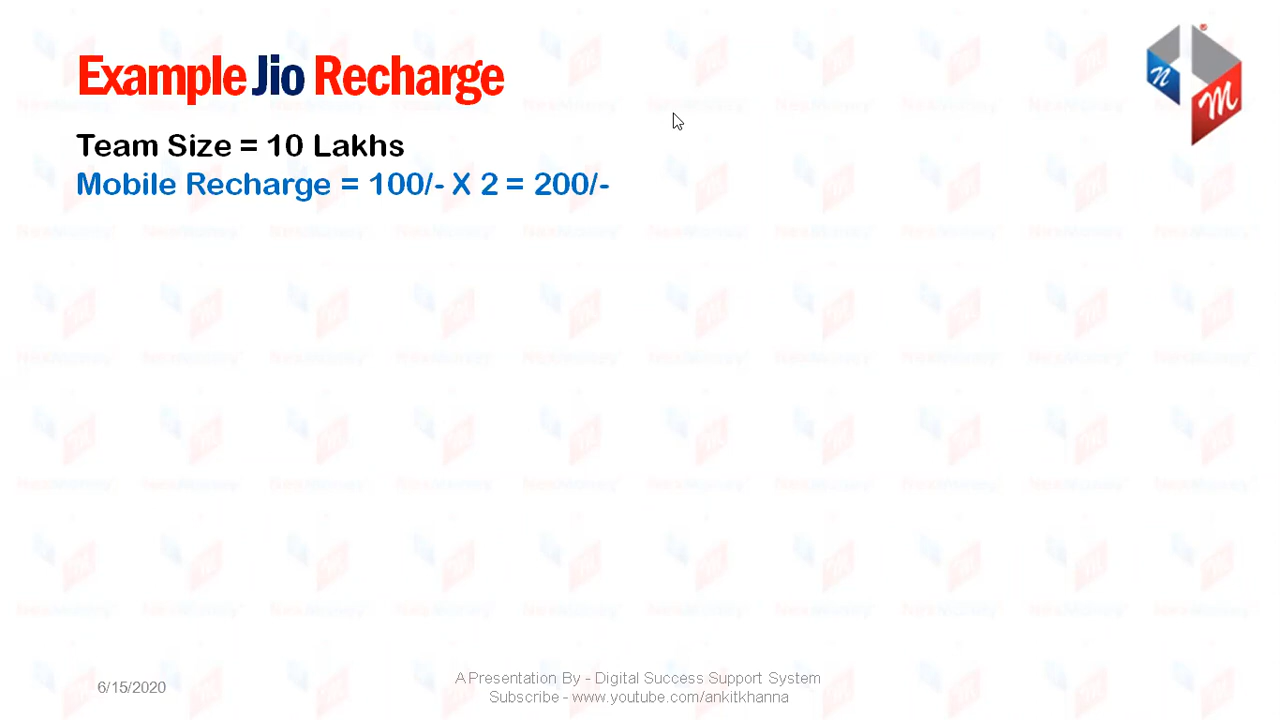 Example Jio Recharge
Team Size = 10 Lakhs
Mobile Recharge = 100/- X 2 = 200/-
n
M
®
6/15/2020
A Presentation By - Digital Success Support System
Subscribe - www.youtube.com/ankitkhanna